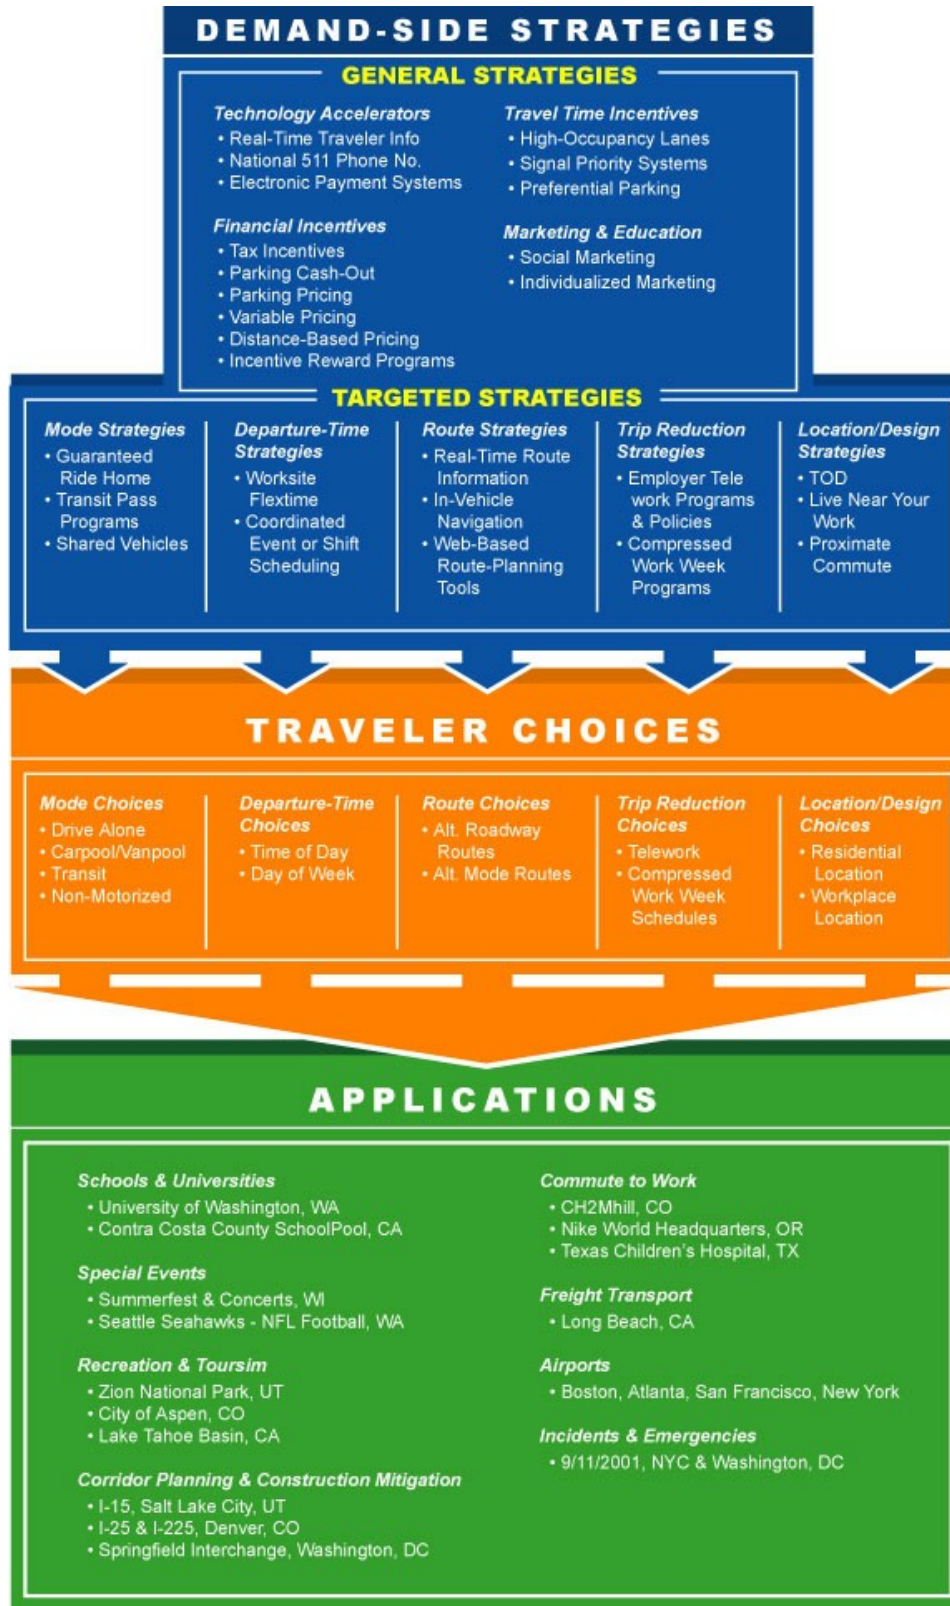 DEMAND-SIDE STRATEGIES
GENERAL STRATEGIES
Technology Accelerators
• Real-Time Traveler Info
• National 511 Phone No.
• Electronic Payment Systems
Financial Incentives
• Tax Incentives
• Parking Cash-Out
• Parking Pricing
• Variable Pricing
• Distance-Based Pricing
• Incentive Reward Programs
Travel Time Incentives
• High-Occupancy Lanes
• Signal Priority Systems
• Preferential Parking
Marketing & Education
• Social Marketing
• Individualized Marketing
TARGETED STRATEGIES
Mode Strategies
• Guaranteed
Ride Home
• Transit Pass
Programs
• Shared Vehicles
Departure-Time
Strategies
• Worksite
Flextime
• Coordinated
Event or Shift
Scheduling
Route Strategies
• Real-Time Route
Information
• In-Vehicle
Navigation
• Web-Based
Route-Planning
Tools
Trip Reduction
Strategies
• Employer Tele
work Programs
& Policies
• Compressed
Work Week
Programs
Location/Design
Strategies
• TOD
• Live Near Your
Work
• Proximate
Commute
TRAVELER CHOICES
Mode Choices
• Drive Alone
• Carpool/Vanpool
• Transit
• Non-Motorized
Departure-Time
Choices
• Time of Day
• Day of Week
Route Choices
• Alt. Roadway
Routes
• Alt. Mode Routes
Trip Reduction
Choices
• Telework
• Compressed
Work Week
Schedules
Location/Design
Choices
• Residential
Location
• Workplace
Location
APPLICATIONS
Schools & Universities
• University of Washington, WA
• Contra Costa County SchoolPool, CA
Special Events
• Summerfest & Concerts, WI
• Seattle Seahawks - NFL Football, WA
Recreation & Toursim
• Zion National Park, UT
• City of Aspen, CO
• Lake Tahoe Basin, CA
Corridor Planning & Construction Mitigation
• I-15, Salt Lake City, UT
• I-25 & I-225, Denver, CO
• Springfield Interchange, Washington, DC
Commute to Work
• CH2Mhill, CO
• Nike World Headquarters, OR
• Texas Children's Hospital, TX
Freight Transport
• Long Beach, CA
Airports
• Boston, Atlanta, San Francisco, New York
Incidents & Emergencies
• 9/11/2001, NYC & Washington, DC